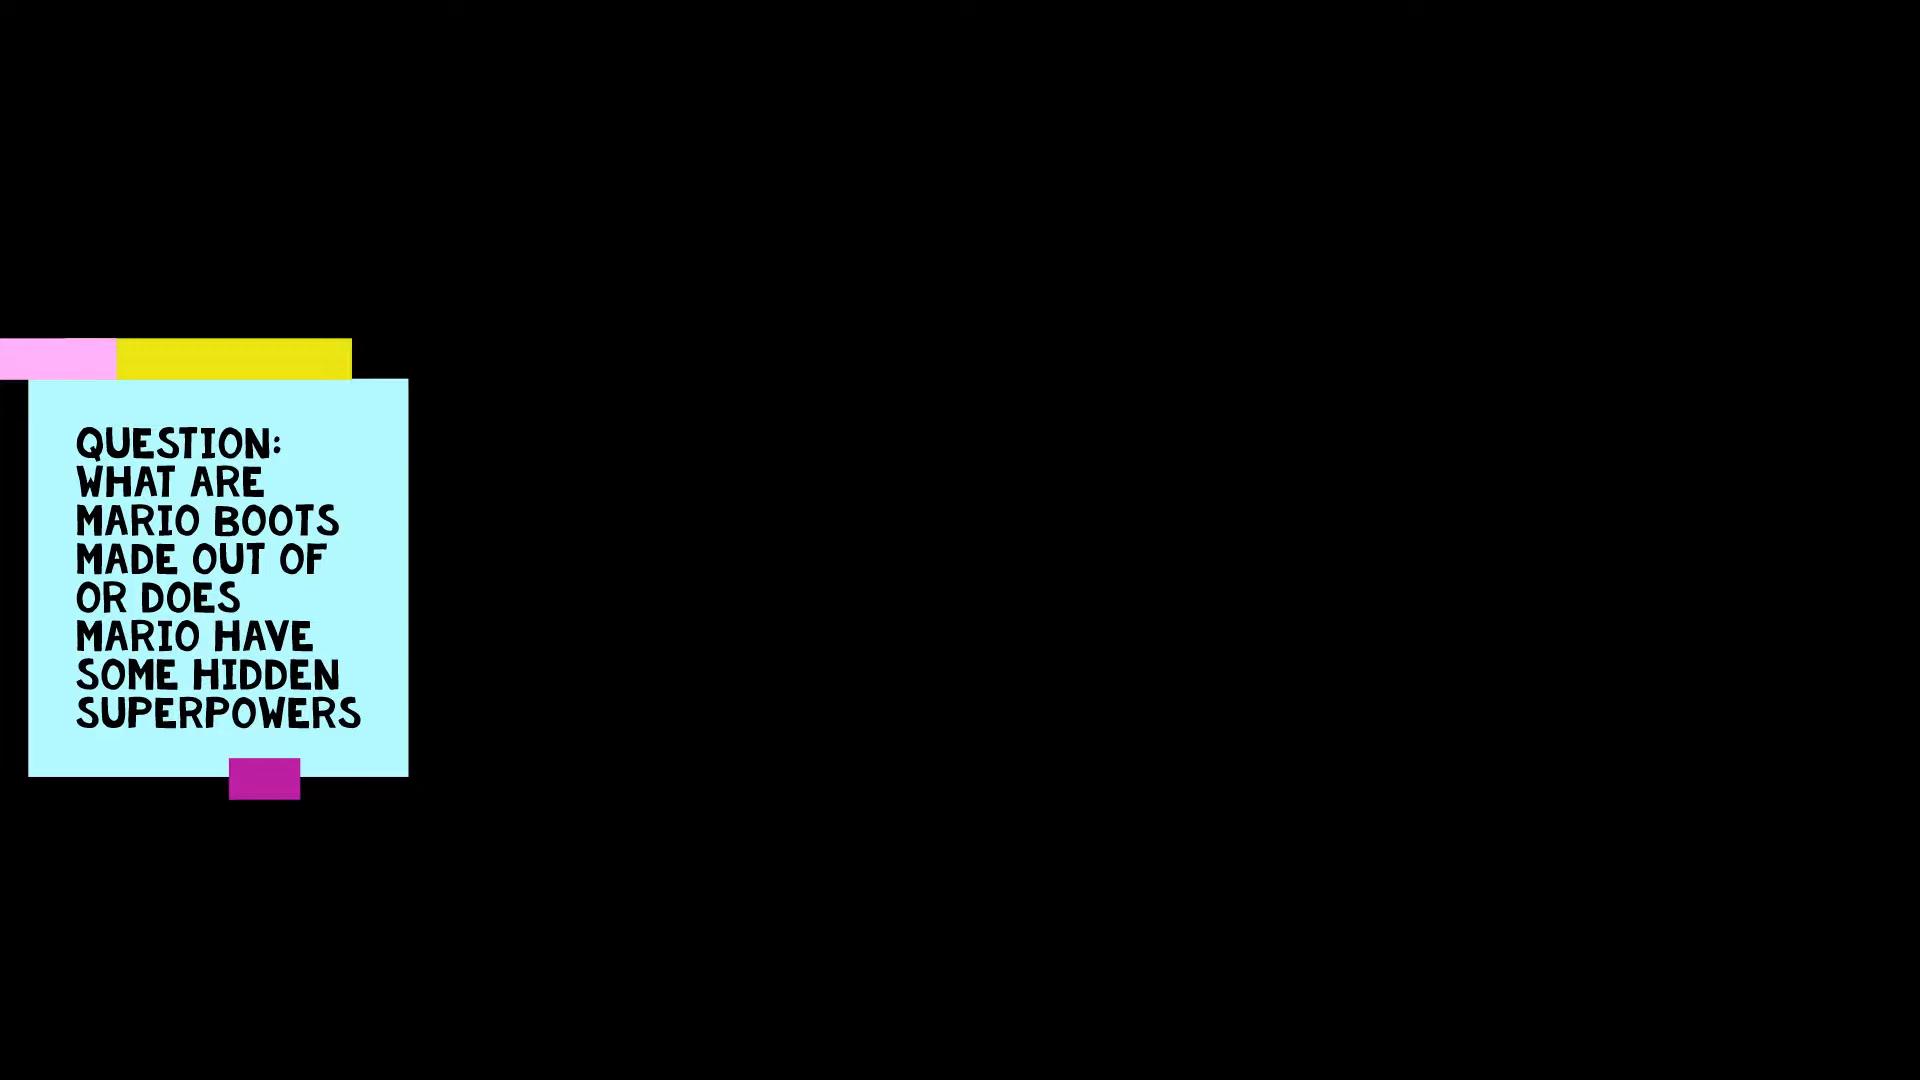 QUESTION:
WHAT ARE
MARIO BOOTS
MADE OUT OF
OR DOES
MARIO HAVE
SOME HIDDEN
SUPERPOWERS